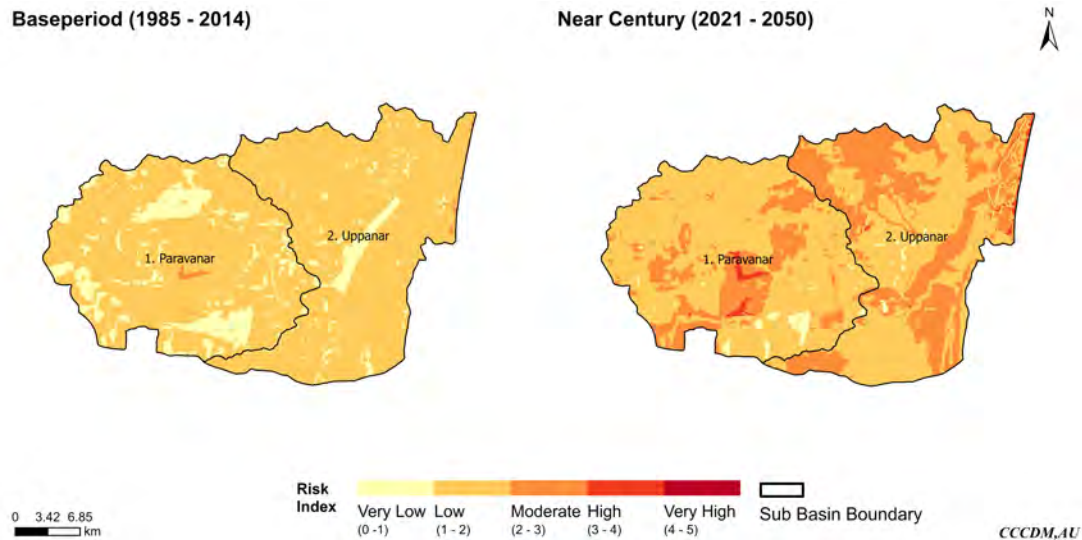 Baseperiod (1985 - 2014)
Near Century (2021 - 2050)
N
1. Paravanar
2. Uppanar
1. Paravanar
2. Uppanar
Risk Index
Very Low Low Moderate High Very High
(0 -1) (1 - 2) (2 - 3) (3 - 4) (4 - 5)
Sub Basin Boundary
0 3.42 6.85
km
CCCDM,AU